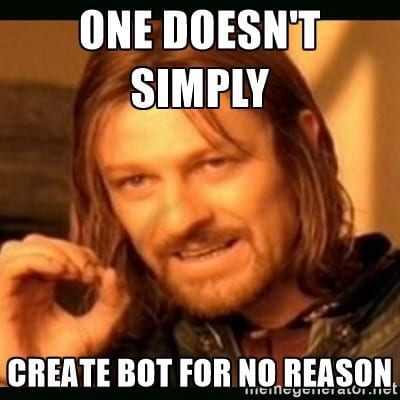 ONE DOESN'T
SIMPLY
CREATE BOT FOR NO REASON
memegenerator.net